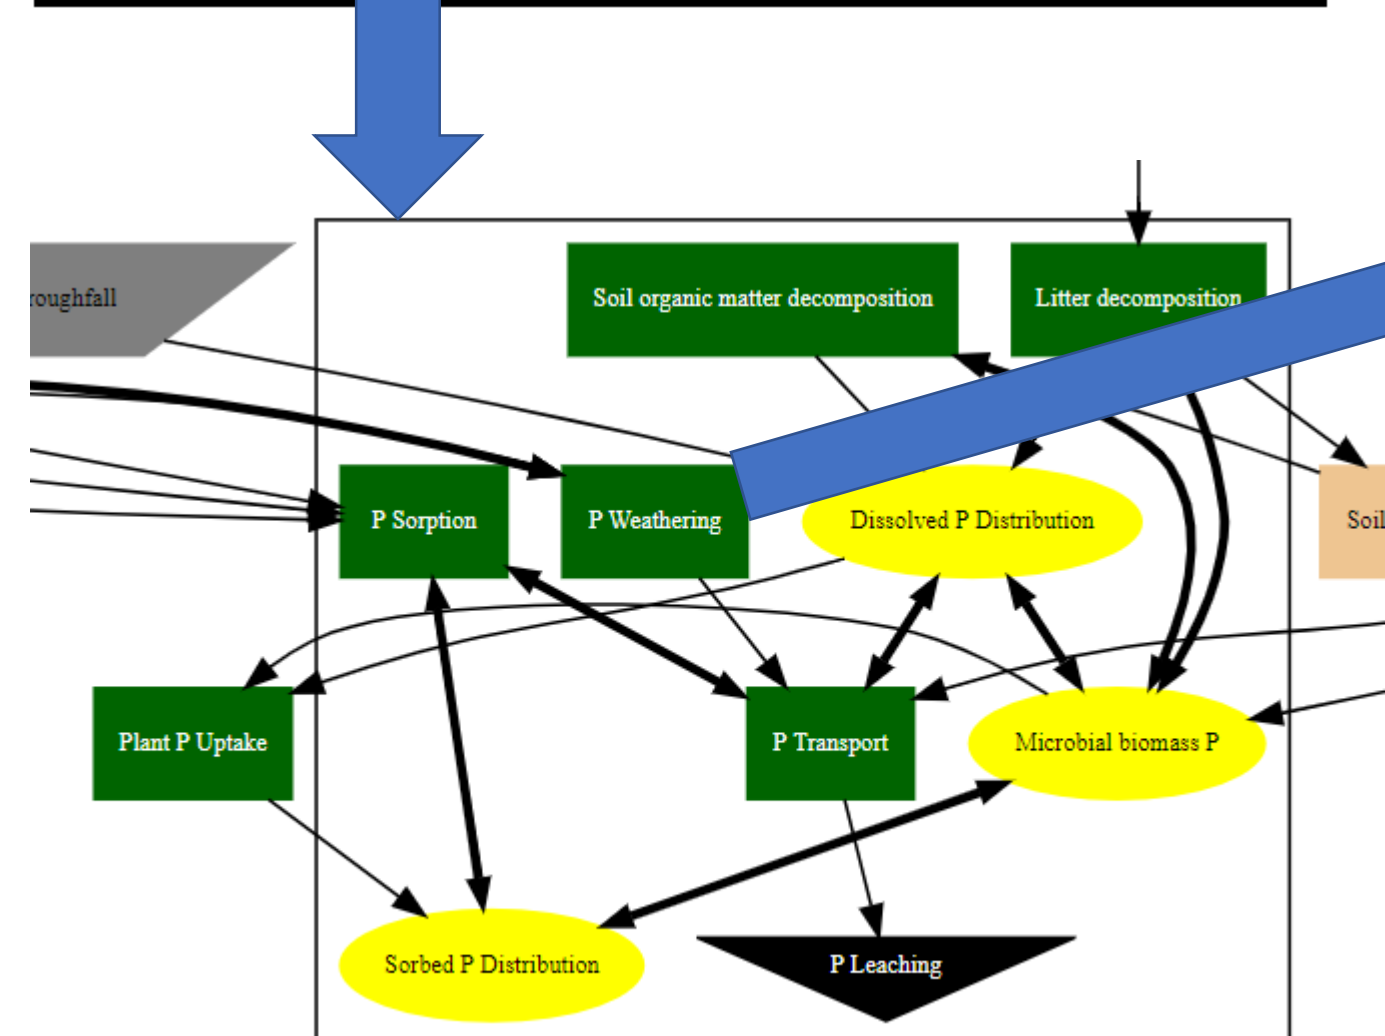 roughfall
Soil organic matter decomposition
Litter decomposition
P Sorption
P Weathering
Dissolved P Distribution
Soil
Plant P Uptake
P Transport
Microbial biomass P
Sorbed P Distribution
P Leaching